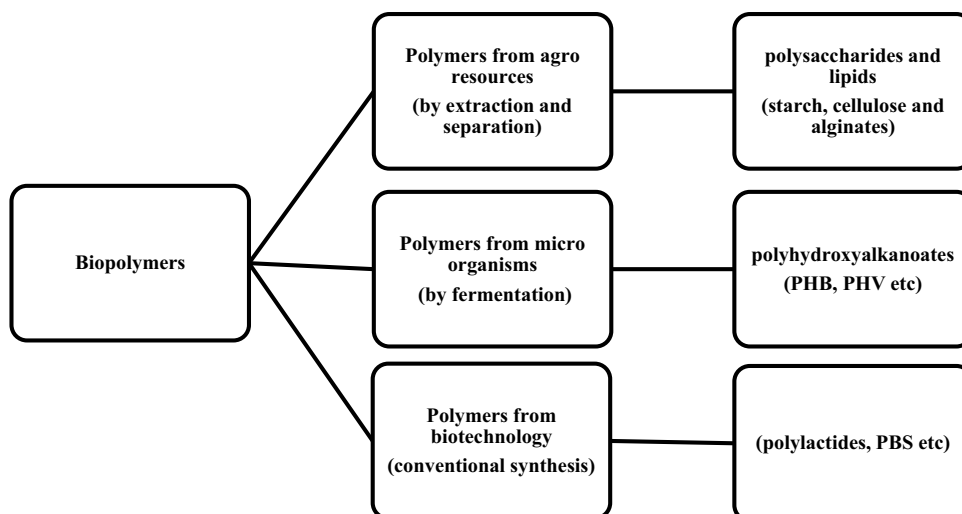 Biopolymers
Polymers from agro
resources
(by extraction and
separation)
polysaccharides and
lipids
(starch, cellulose and
alginates)
Polymers from micro
organisms
(by fermentation)
polyhydroxyalkanoates
(PHB, PHV etc)
Polymers from
biotechnology
(conventional synthesis)
(polylactides, PBS etc)